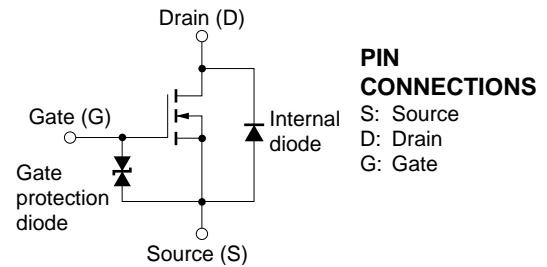 Drain (D)
Gate (G)
Internal
diode
Gate
protection
diode
Source (S)
PIN
CONNECTIONS
S: Source
D: Drain
G: Gate